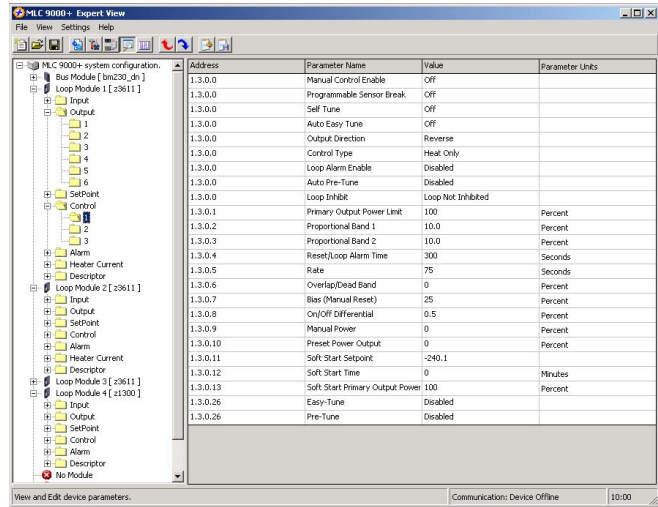 MLC 9000+ Expert View
File View Settings Help
MLC 9000+ system configuration.
Bus Module [ bm230_dn ]
Loop Module 1 [ z3611 ]
Input
Output
1
2
3
4
5
6
SetPoint
Control
1
2
3
Alarm
Heater Current
Descriptor
Loop Module 2 [ z3611 ]
Input
Output
SetPoint
Control
Alarm
Heater Current
Descriptor
Loop Module 3 [ z3611 ]
Loop Module 4 [ z1300 ]
Input
Output
SetPoint
Control
Alarm
Descriptor
No Module
Address Parameter Name Value Parameter Units
1.3.0.0 Manual Control Enable Off
1.3.0.0 Programmable Sensor Break Off
1.3.0.0 Self Tune Off
1.3.0.0 Auto Easy Tune Off
1.3.0.0 Output Direction Reverse
1.3.0.0 Control Type Heat Only
1.3.0.0 Loop Alarm Enable Disabled
1.3.0.0 Auto Pre-Tune Disabled
1.3.0.0 Loop Inhibit Loop Not Inhibited
1.3.0.1 Primary Output Power Limit 100 Percent
1.3.0.2 Proportional Band 1 10.0 Percent
1.3.0.3 Proportional Band 2 10.0 Percent
1.3.0.4 Reset/Loop Alarm Time 300 Seconds
1.3.0.5 Rate 75 Seconds
1.3.0.6 Overlap/Dead Band 0 Percent
1.3.0.7 Bias (Manual Reset) 25 Percent
1.3.0.8 On/Off Differential 0.5 Percent
1.3.0.9 Manual Power 0 Percent
1.3.0.10 Preset Power Output 0 Percent
1.3.0.11 Soft Start Setpoint -240.1
1.3.0.12 Soft Start Time 0 Minutes
1.3.0.13 Soft Start Primary Output Power 100 Percent
1.3.0.26 Easy-Tune Disabled
1.3.0.26 Pre-Tune Disabled
View and Edit device parameters. Communication: Device Offline 10:00